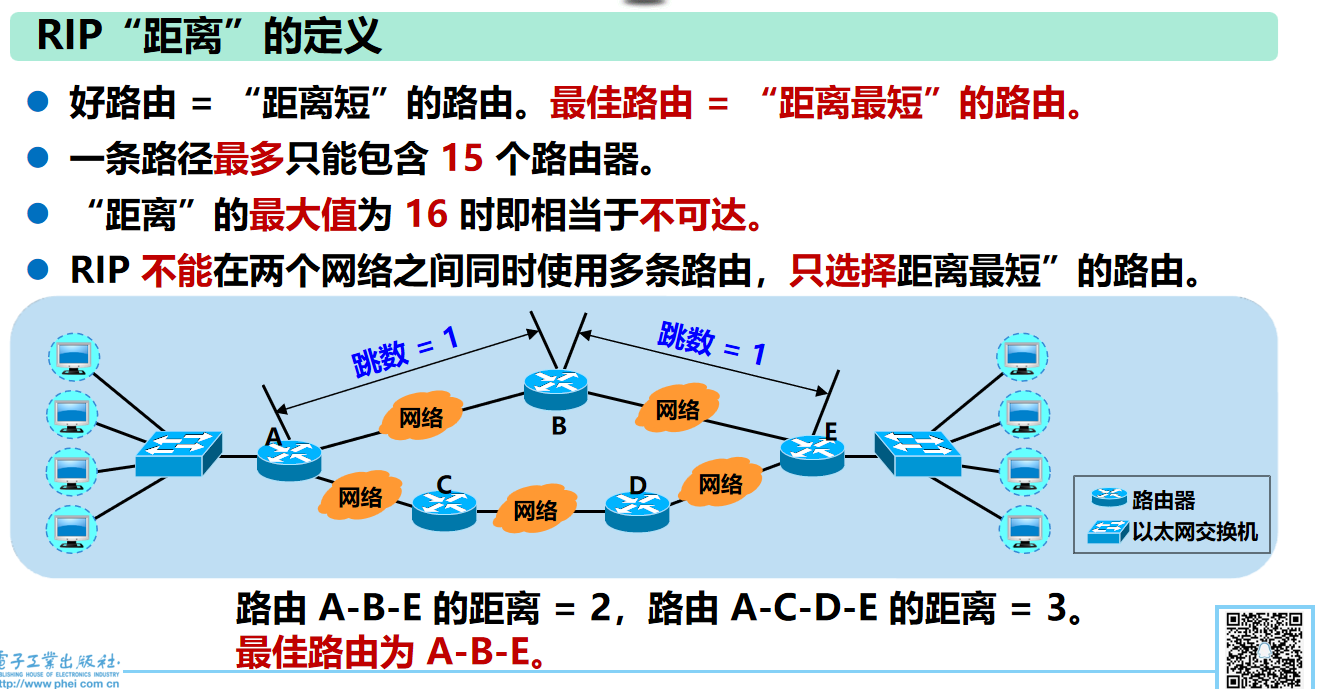 RIP“距离”的定义
好路由 = “距离短”的路由。最佳路由 = “距离最短”的路由。
一条路径最多只能包含 15 个路由器。
“距离”的最大值为 16 时即相当于不可达。
RIP 不能在两个网络之间同时使用多条路由，只选择距离最短”的路由。
跳数 = 1
跳数 = 1
网络
网络
B
A
E
网络
C
网络
D
网络
路由器
以太网交换机
路由 A-B-E 的距离 = 2，路由 A-C-D-E 的距离 = 3。
最佳路由为 A-B-E。
子工業出版社·
BLISHING HOUSE OF ELECTRONICS INDUSTRY
ttp://www.phei.com.cn